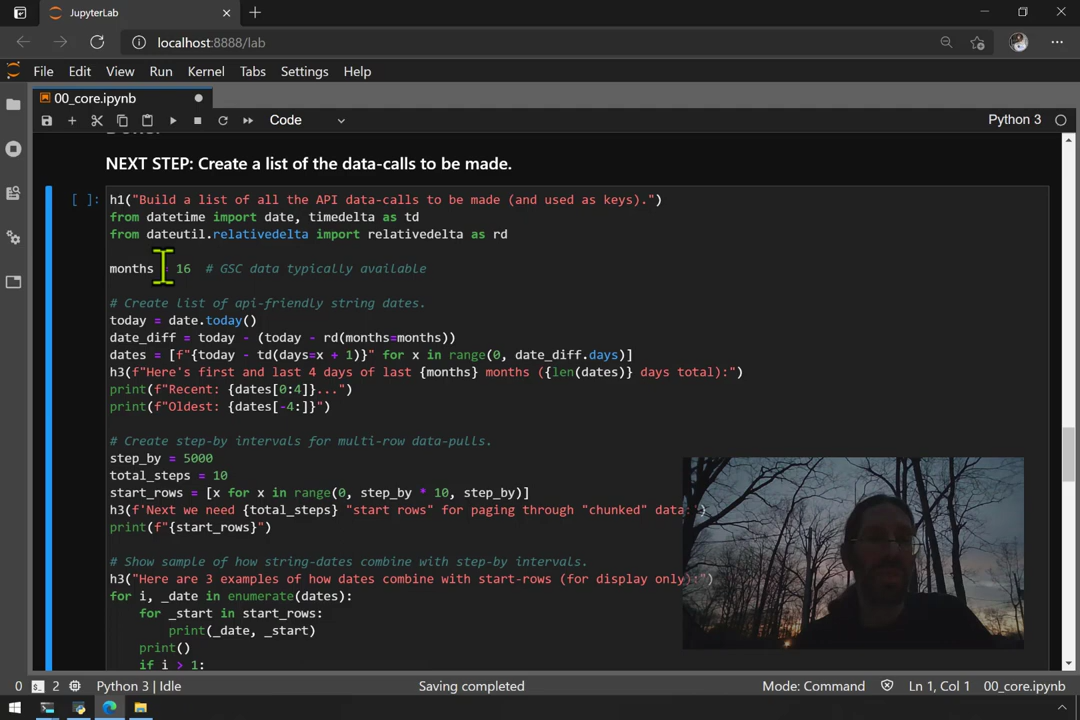 JupyterLab
localhost:8888/lab
File Edit View Run Kernel Tabs Settings Help
00_core.ipynb
Code
Python 3
NEXT STEP: Create a list of the data-calls to be made.
[ ]:
h1("Build a list of all the API data-calls to be made (and used as keys).")
from datetime import date, timedelta as td
from dateutil.relativedelta import relativedelta as rd
months = 16  # GSC data typically available
# Create list of api-friendly string dates.
today = date.today()
date_diff = today - (today - rd(months=months))
dates = [f"{today - td(days=x + 1)}" for x in range(0, date_diff.days)]
h3(f"Here's first and last 4 days of last {months} months ({len(dates)} days total):")
print(f"Recent: {dates[0:4]}...")
print(f"Oldest: {dates[-4:]}")
# Create step-by intervals for multi-row data-pulls.
step_by = 5000
total_steps = 10
start_rows = [x for x in range(0, step_by * 10, step_by)]
h3(f'Next we need {total_steps} "start rows" for paging through "chunked" data:')
print(f"{start_rows}")
# Show sample of how string-dates combine with step-by intervals.
h3("Here are 3 examples of how dates combine with start-rows (for display only):")
for i, _date in enumerate(dates):
    for _start in start_rows:
        print(_date, _start)
    print()
    if i > 1:
0 2 Python 3 | Idle Saving completed Mode: Command Ln 1, Col 1 00_core.ipynb